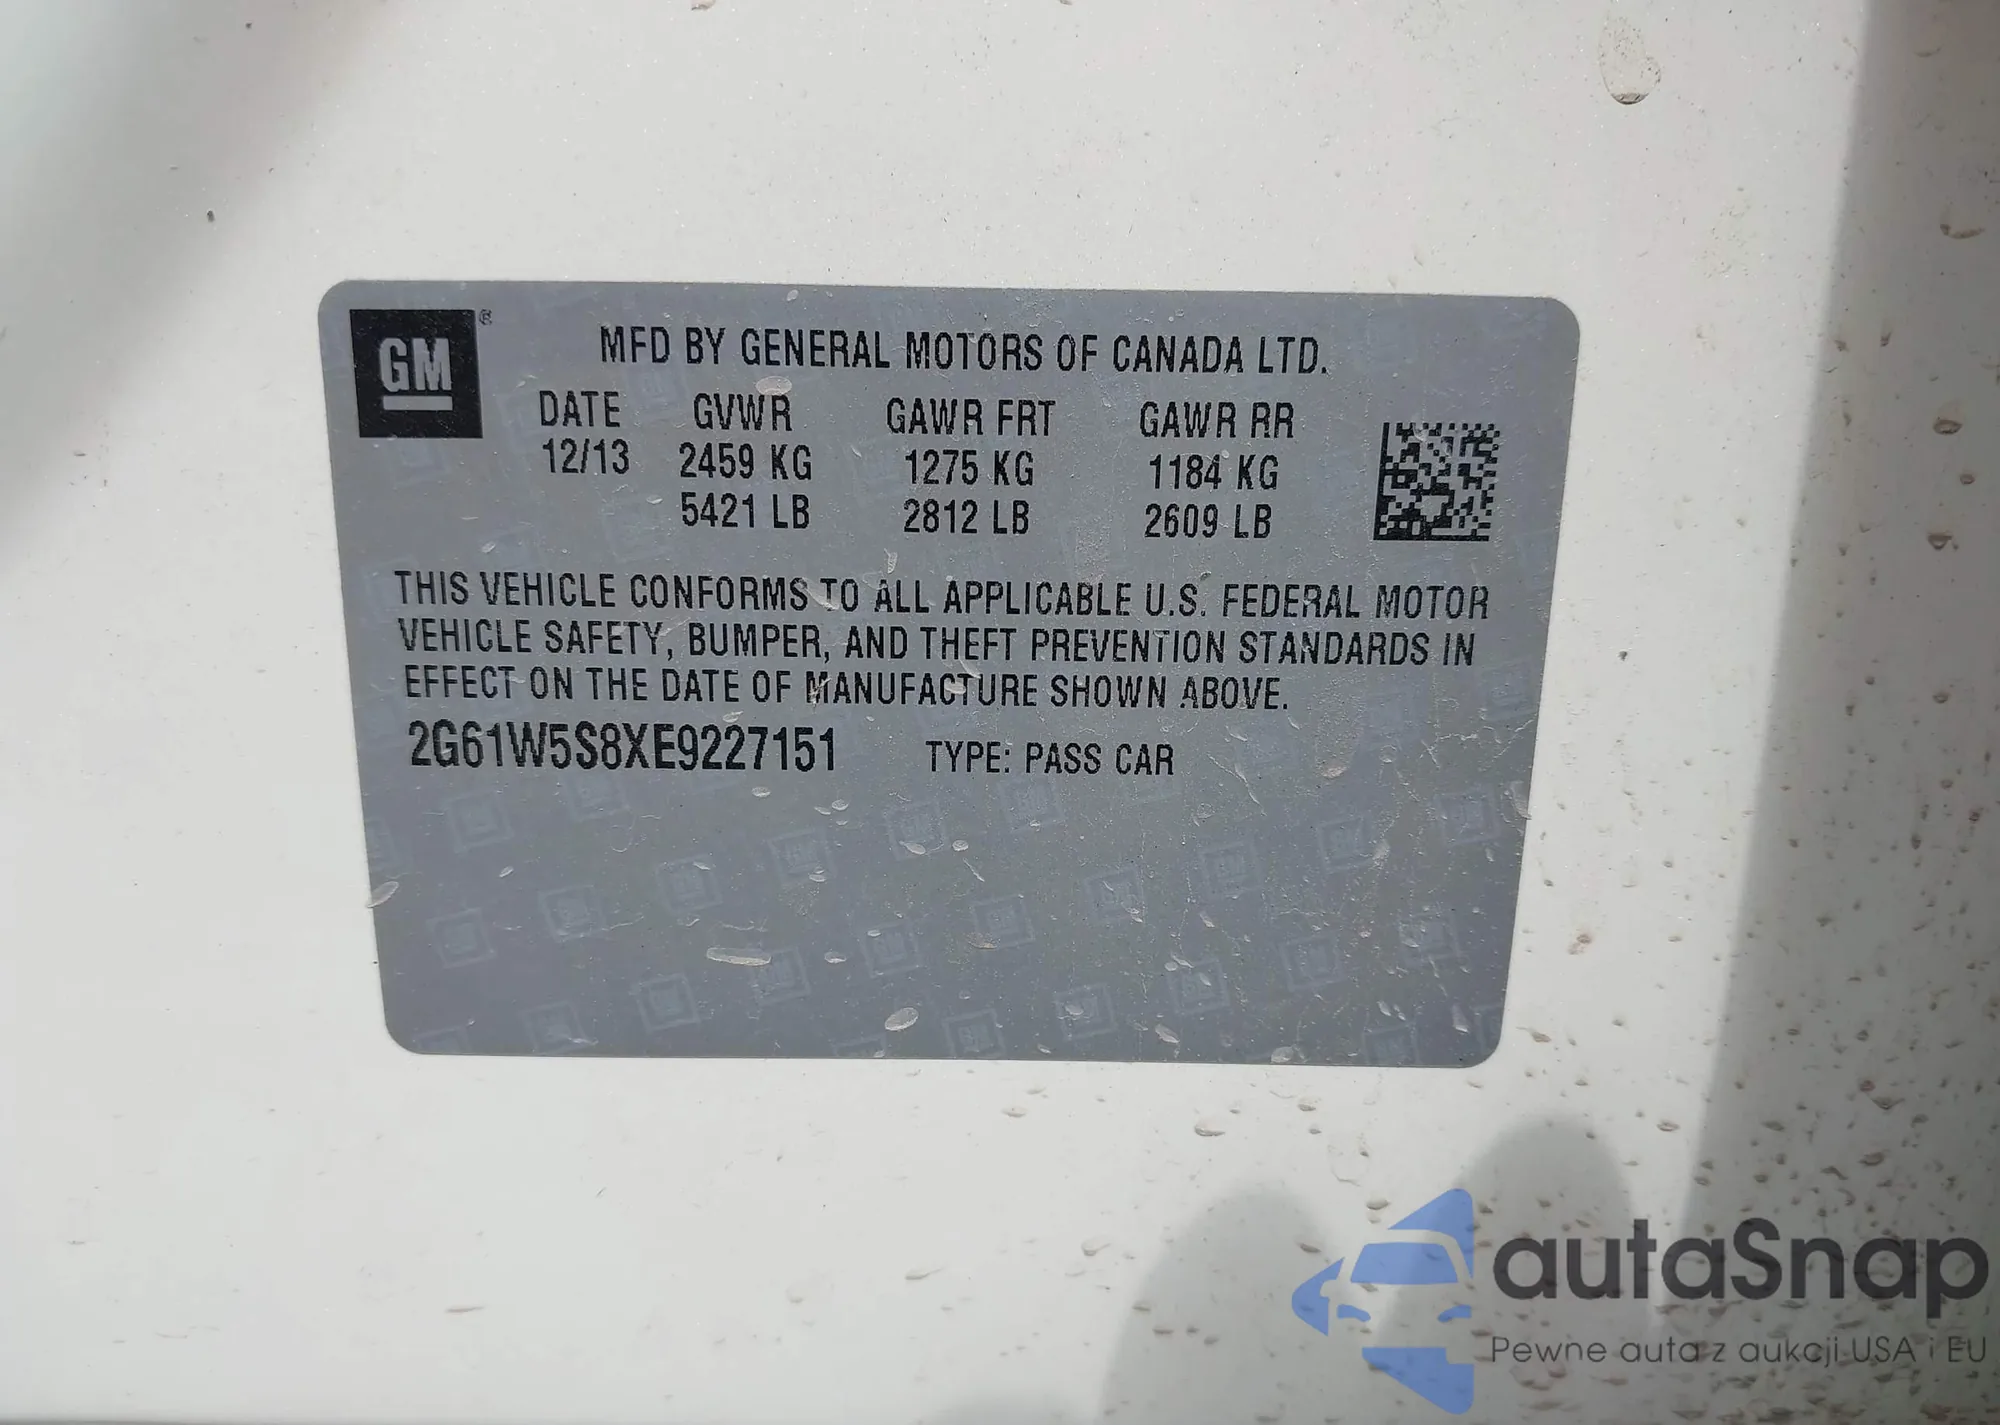 GM®
MFD BY GENERAL MOTORS OF CANADA LTD.
DATE GVWR GAWR FRT GAWR RR
12/13 2459 KG 1275 KG 1184 KG
5421 LB 2812 LB 2609 LB
THIS VEHICLE CONFORMS TO ALL APPLICABLE U.S. FEDERAL MOTOR
VEHICLE SAFETY, BUMPER, AND THEFT PREVENTION STANDARDS IN
EFFECT ON THE DATE OF MANUFACTURE SHOWN ABOVE.
2G61W5S8XE9227151 TYPE: PASS CAR
autaSnap
Pewne auta z aukcji USA i EU